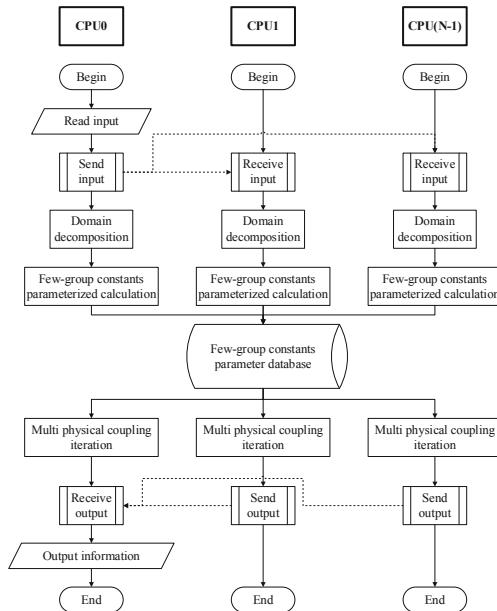 CPU0
CPU1
CPU(N-1)
Begin
Begin
Begin
Read input
Send
input
Receive
input
Receive
input
Domain
decomposition
Domain
decomposition
Domain
decomposition
Few-group constants
parameterized calculation
Few-group constants
parameterized calculation
Few-group constants
parameterized calculation
Few-group constants
parameter database
Multi physical coupling
iteration
Multi physical coupling
iteration
Multi physical coupling
iteration
Receive
output
Send
output
Send
output
Output information
End
End
End